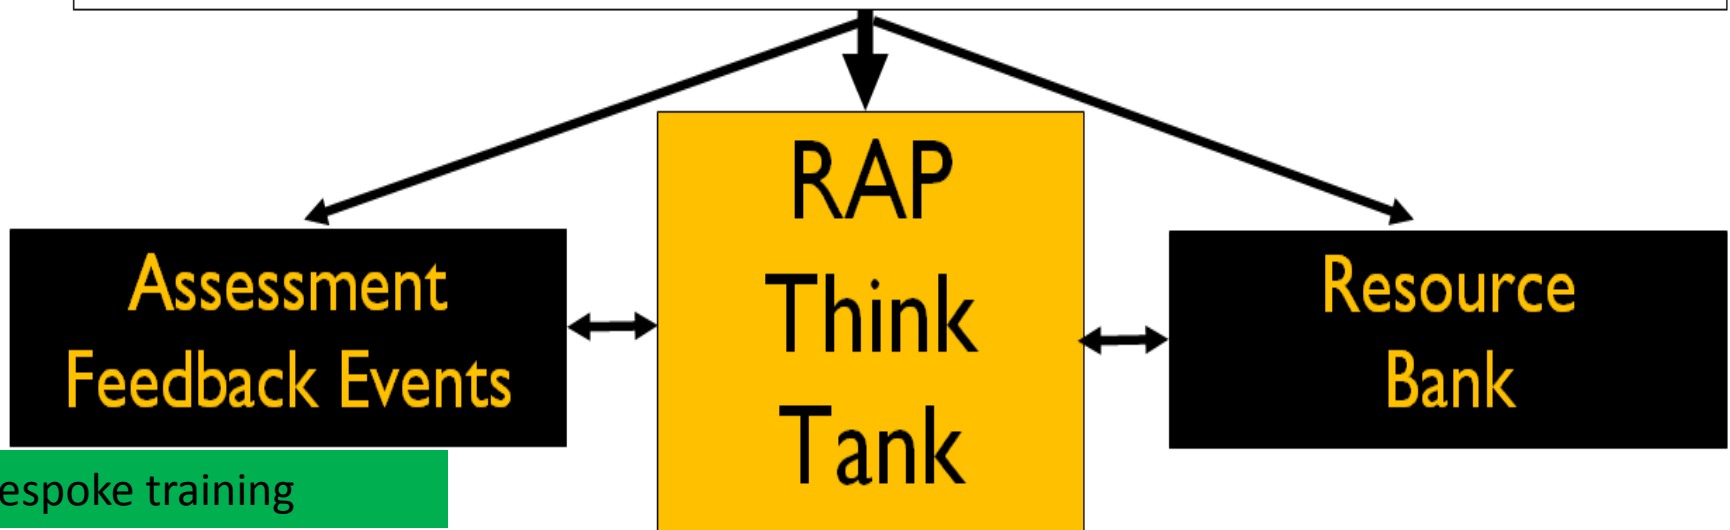 RAP
Think
Tank
Assessment
Feedback Events
Resource
Bank
espoke training